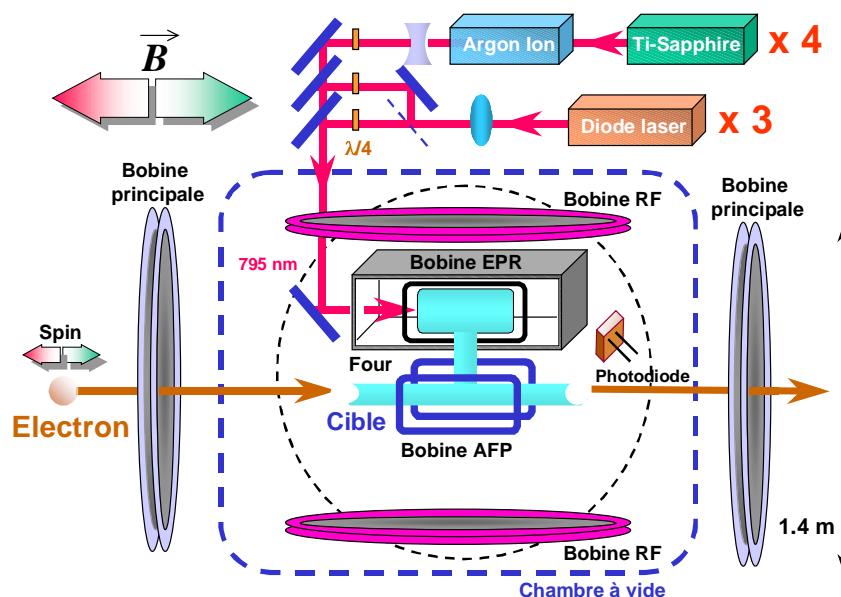 B
Argon Ion
Ti-Sapphire
x 4
Diode laser
x 3
λ/4
Bobine
principale
Bobine RF
Bobine
principale
795 nm
Bobine EPR
Spin
Four
Photodiode
Electron
Cible
Bobine AFP
1.4 m
Bobine RF
Chambre à vide